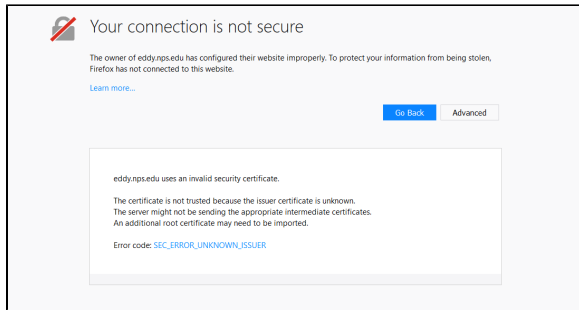 Your connection is not secure
The owner of eddy.nps.edu has configured their website improperly. To protect your information from being stolen,
Firefox has not connected to this website.
Learn more...
Go Back Advanced
eddy.nps.edu uses an invalid security certificate.
The certificate is not trusted because the issuer certificate is unknown.
The server might not be sending the appropriate intermediate certificates.
An additional root certificate may need to be imported.
Error code: SEC_ERROR_UNKNOWN_ISSUER